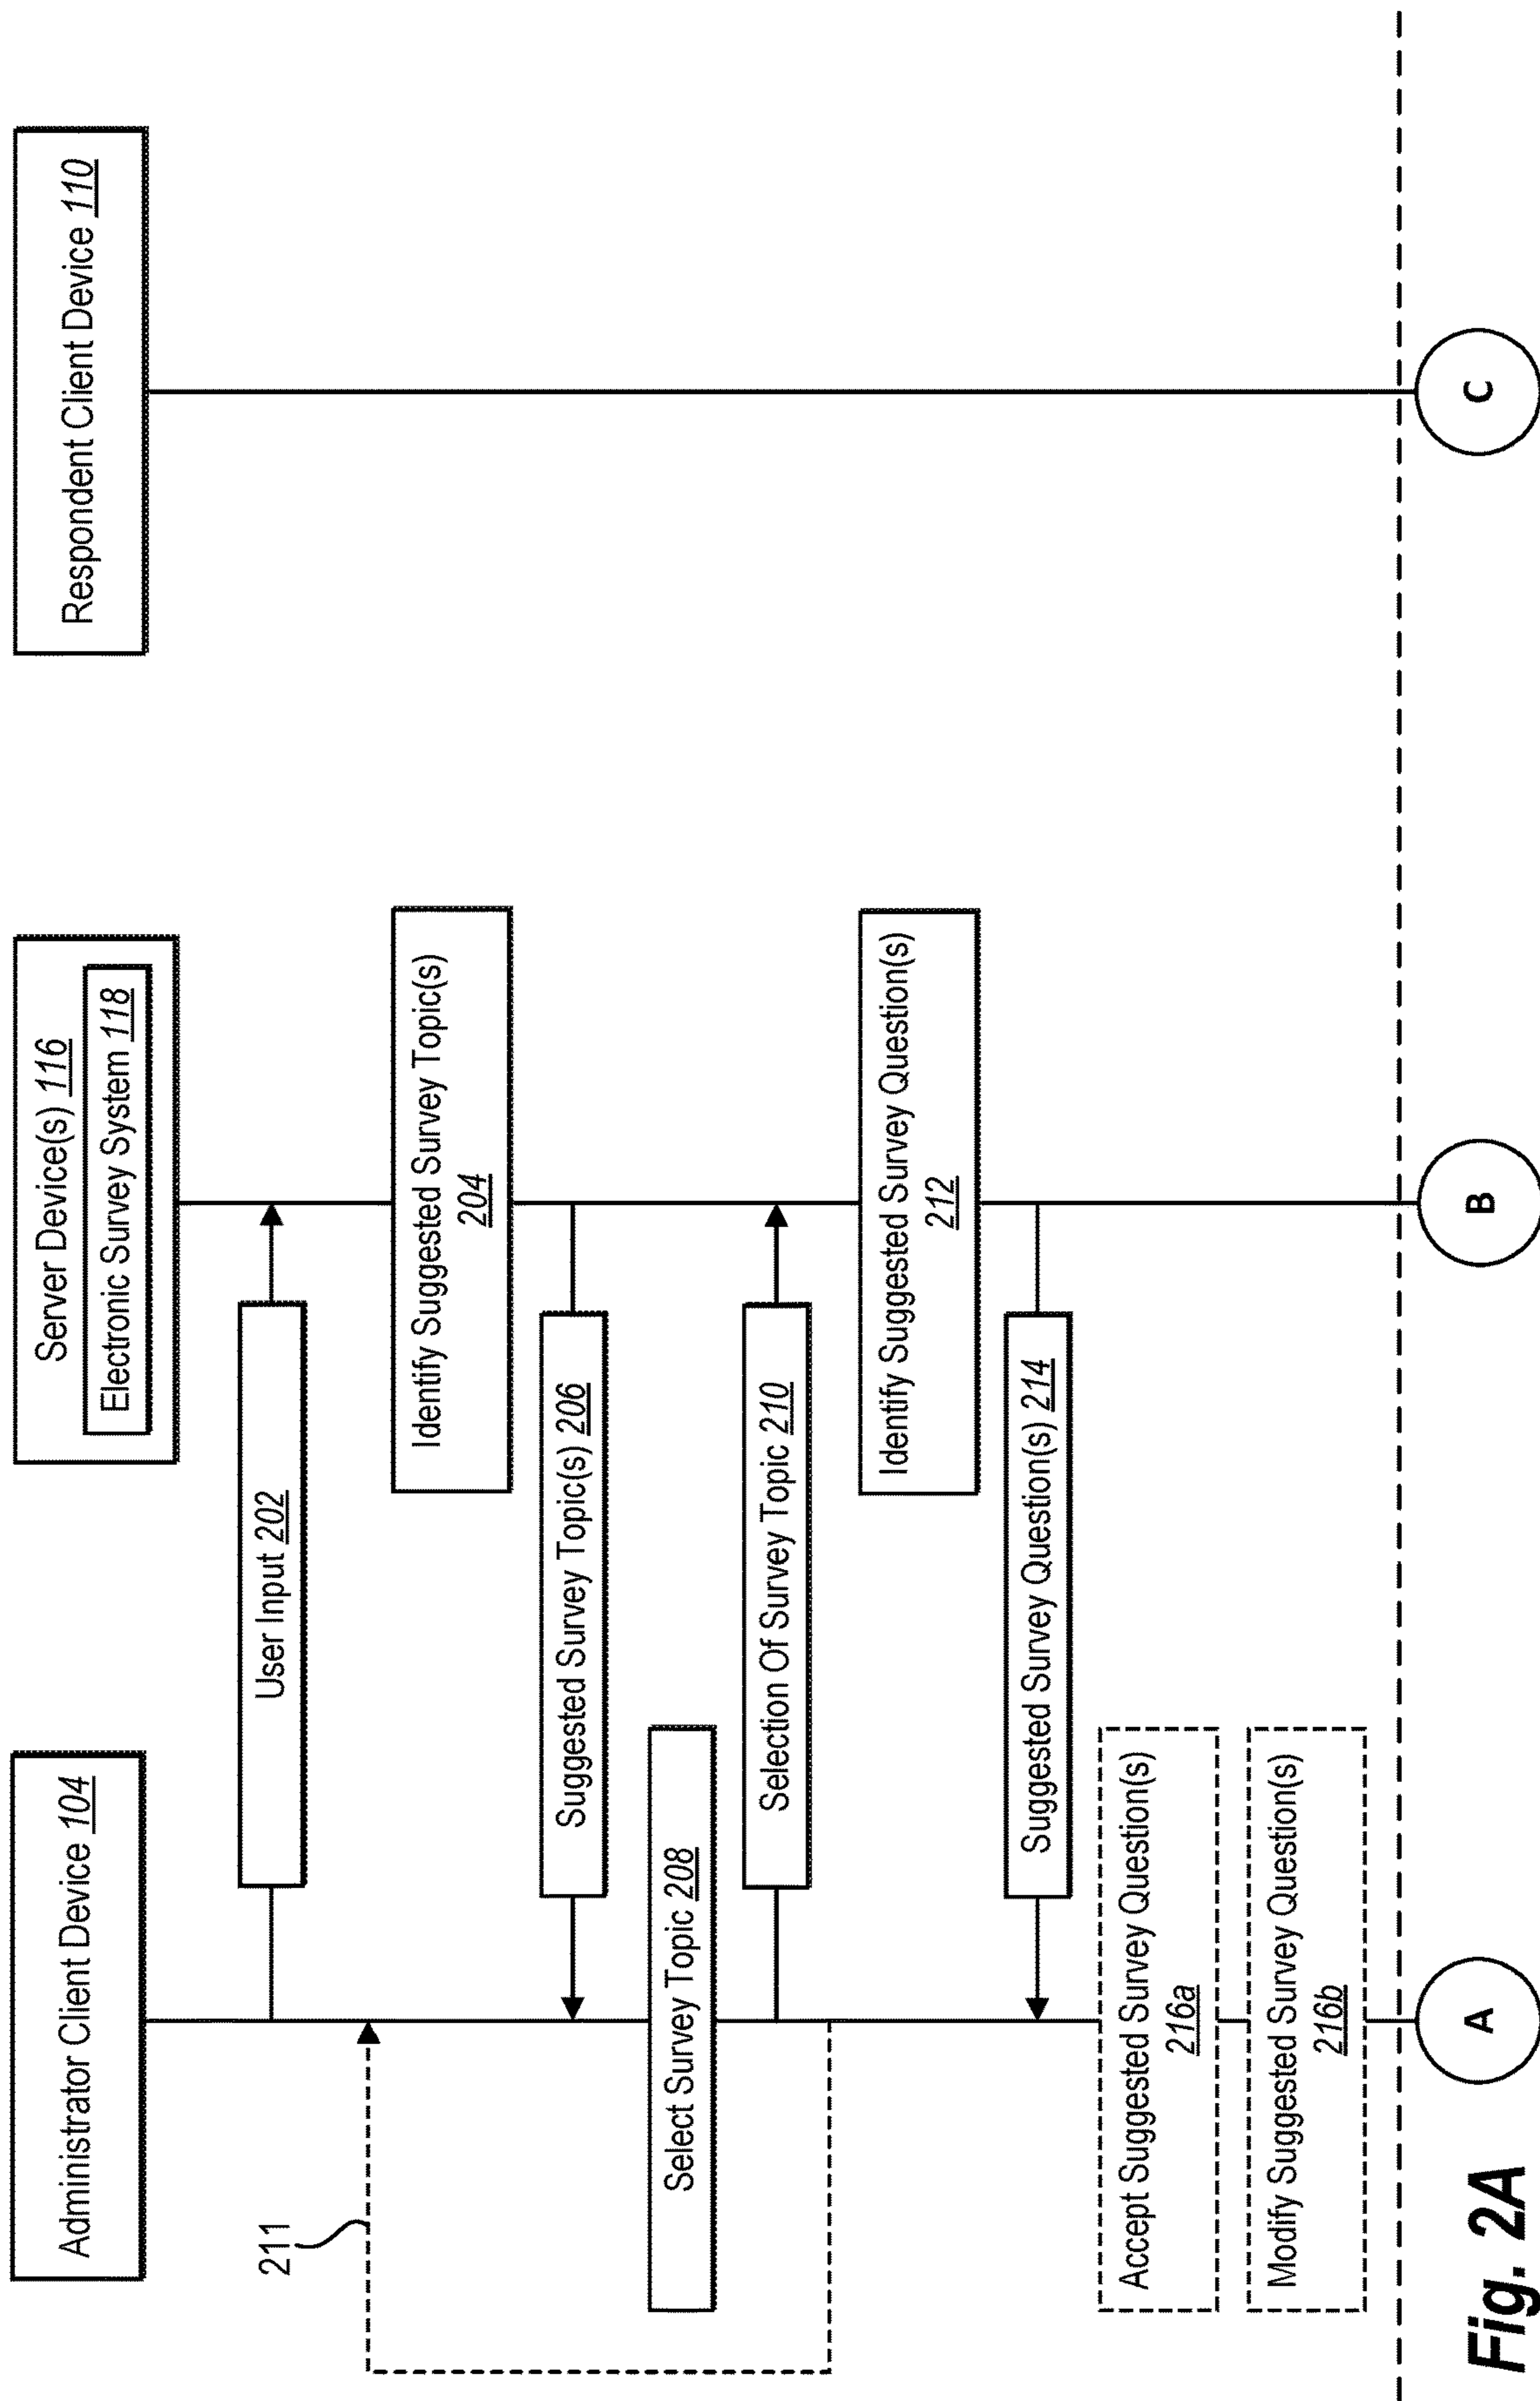 Administrator Client Device 104
Server Device(s) 116
Electronic Survey System 118
Respondent Client Device 110
User Input 202
Identify Suggested Survey Topic(s)
204
211
Suggested Survey Topic(s) 206
Select Survey Topic 208
Selection Of Survey Topic 210
Identify Suggested Survey Question(s)
212
Suggested Survey Question(s) 214
Accept Suggested Survey Question(s)
216a
Modify Suggested Survey Question(s)
216b
A
B
C
Fig. 2A